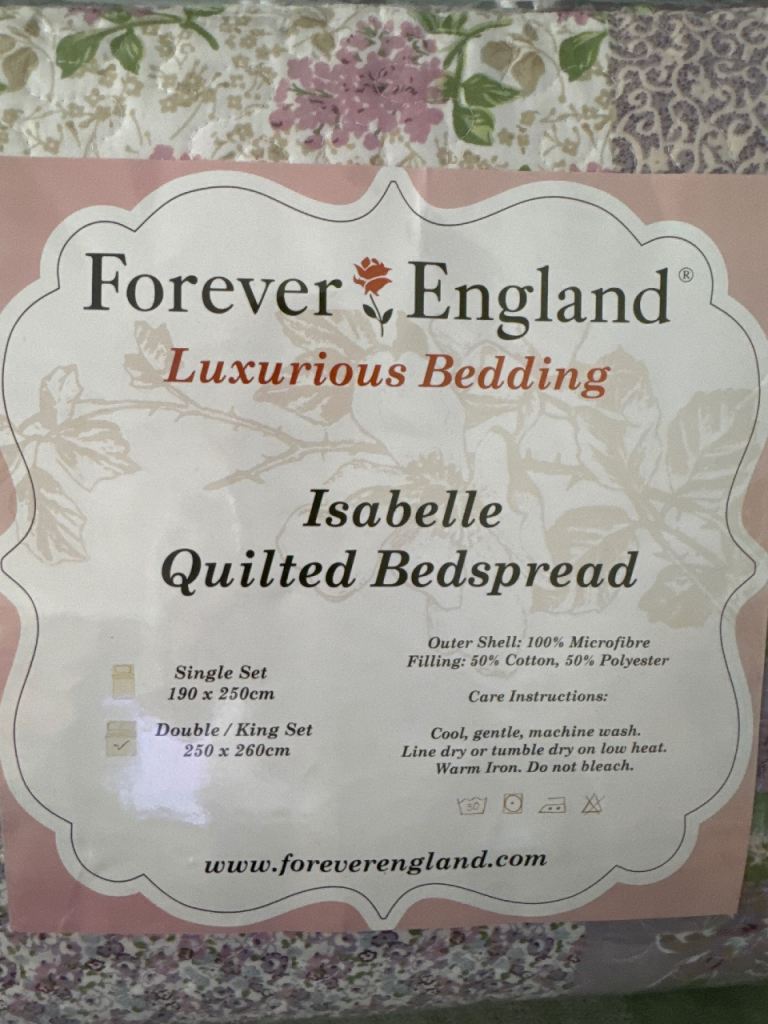 Forever England®
Luxurious Bedding
Isabelle
Quilted Bedspread
Single Set
190 x 250cm
Double / King Set
250 x 260cm
Outer Shell: 100% Microfibre
Filling: 50% Cotton, 50% Polyester
Care Instructions:
Cool, gentle, machine wash.
Line dry or tumble dry on low heat.
Warm Iron. Do not bleach.
30
www.foreverengland.com